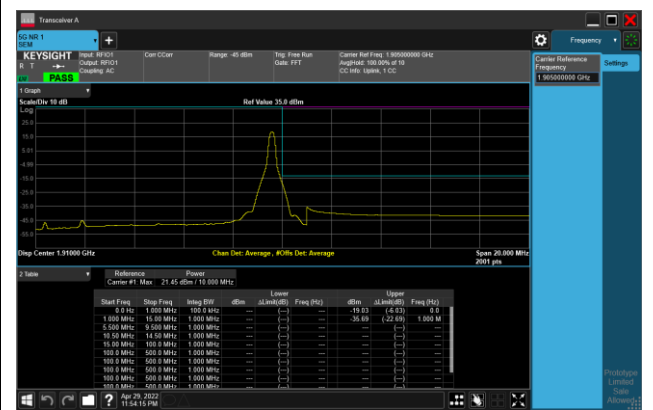 Transceiver A
5G NR 1
SEM
Frequency
KEYSIGHT
R T
PASS
Input: RFIO1
Output: RFIO1
Coupling: AC
Corr CCorr
Range: -45 dBm
Trig: Free Run
Gate: FFT
Carrier Ref Freq: 1.905000000 GHz
Avg|Hold: 100.00% of 10
CC Info: Uplink, 1 CC
Carrier Reference
Frequency
1.905000000 GHz
Settings
1 Graph
Scale/Div 10 dB
Ref Value 35.0 dBm
Log
25.0
15.0
5.01
-4.99
-15.0
-25.0
-35.0
-45.0
-55.0
Disp Center 1.91000 GHz
Chan Det: Average , #Offs Det: Average
Span 20.000 MHz
2001 pts
2 Table
Reference Power
Carrier #1 Max 21.45 dBm / 10.000 MHz
Lower Upper
Start Freq Stop Freq Integ BW dBm ΔLimit(dB) Freq (Hz) dBm ΔLimit(dB) Freq (Hz)
0.0 Hz 1.000 MHz 100.0 kHz --- (---) --- -19.03 (-6.03) 0.0
1.000 MHz 15.00 MHz 1.000 MHz --- (---) --- -35.69 (-22.69) 1.000 M
5.500 MHz 9.500 MHz 1.000 MHz --- (---) --- --- (---) ---
10.50 MHz 14.50 MHz 1.000 MHz --- (---) --- --- (---) ---
15.00 MHz 100.0 MHz 1.000 MHz --- (---) --- --- (---) ---
100.0 MHz 500.0 MHz 1.000 MHz --- (---) --- --- (---) ---
100.0 MHz 500.0 MHz 1.000 MHz --- (---) --- --- (---) ---
100.0 MHz 500.0 MHz 1.000 MHz --- (---) --- --- (---) ---
100.0 MHz 500.0 MHz 1.000 MHz --- (---) --- --- (---) ---
Apr 29, 2022
11:54:15 PM
Prototype
Limited
Sale
Allowed